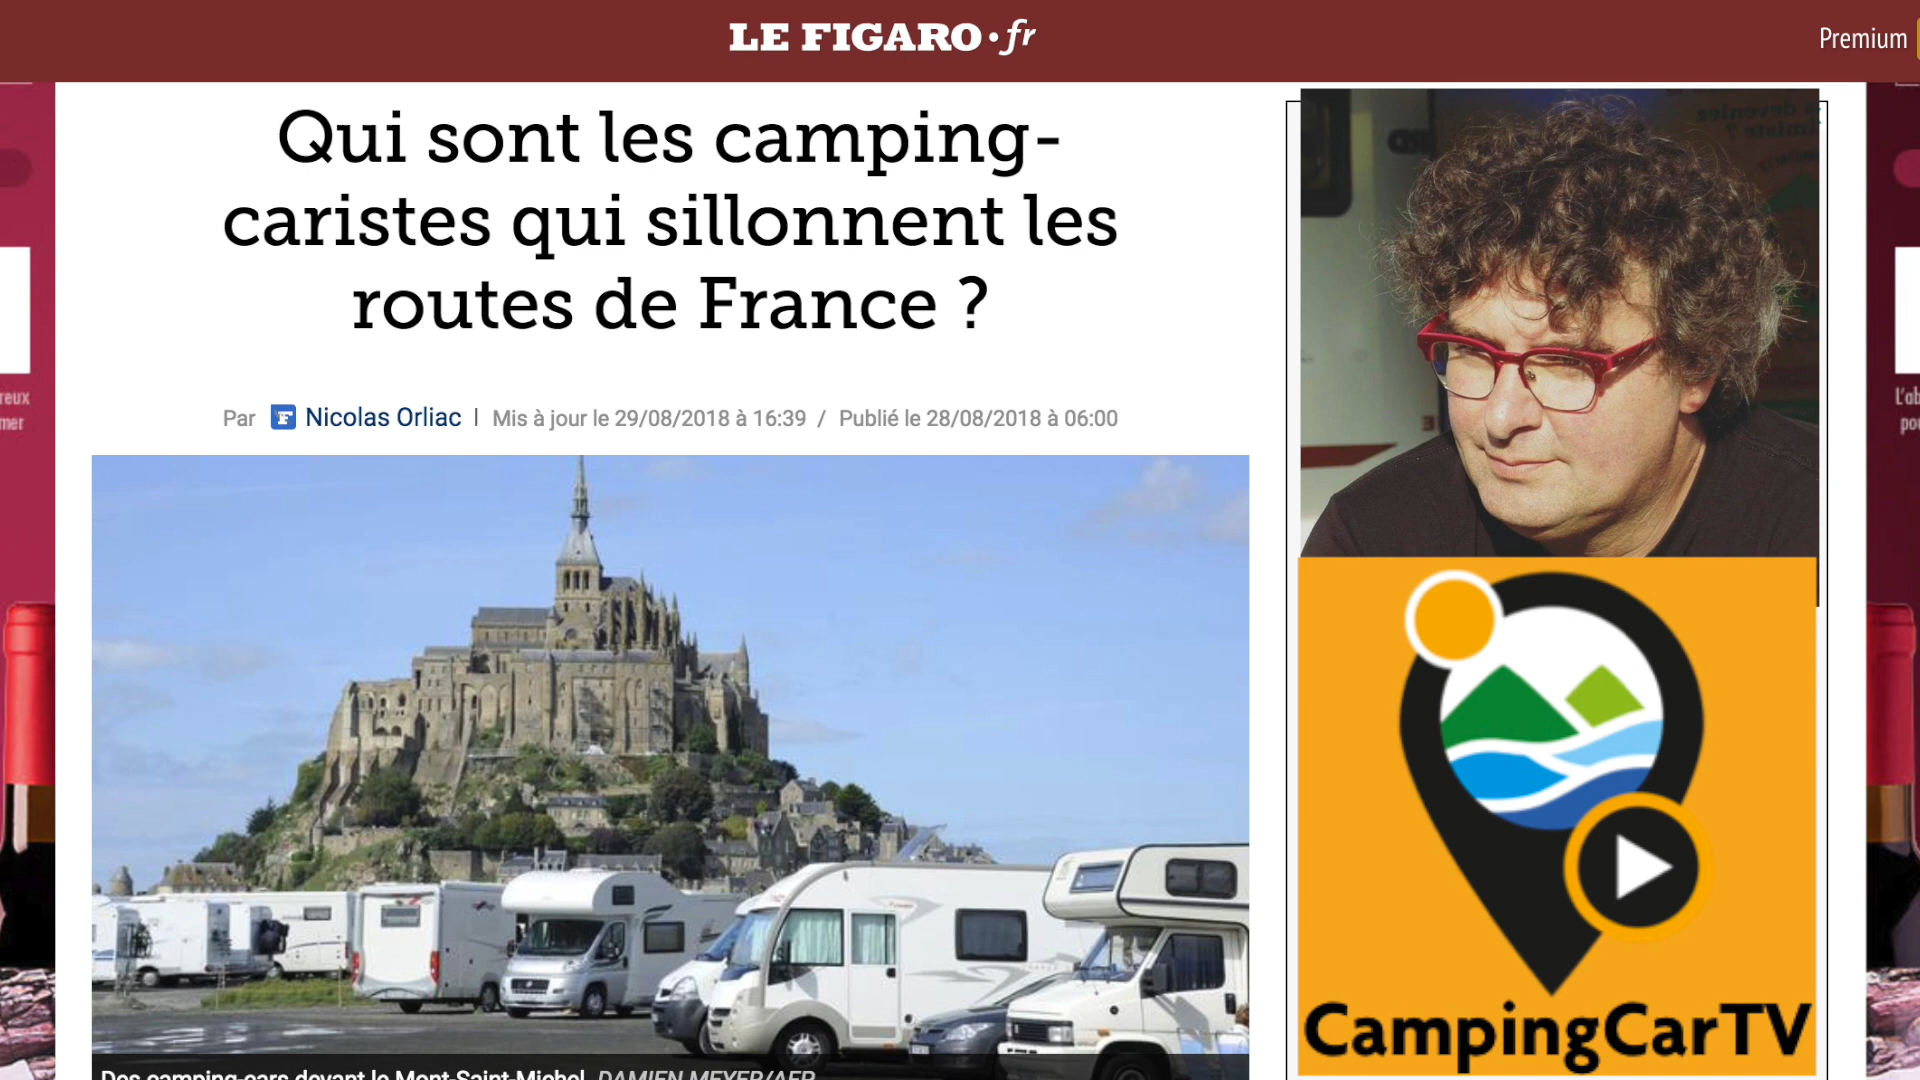 LE FIGARO·fr
Premium
Qui sont les camping-
caristes qui sillonnent les
routes de France ?
Par Nicolas Orliac | Mis à jour le 29/08/2018 à 16:39 / Publié le 28/08/2018 à 06:00
Des camping-cars devant le Mont-Saint-Michel. DAMIEN MEYER/AFP
CampingCarTV